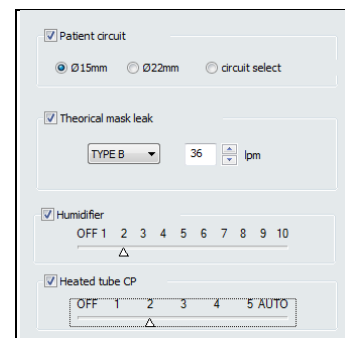 Patient circuit
Ø15mm Ø22mm circuit select
Theorical mask leak
TYPE B 36 lpm
Humidifier
OFF 1 2 3 4 5 6 7 8 9 10
Heated tube CP
OFF 1 2 3 4 5 AUTO